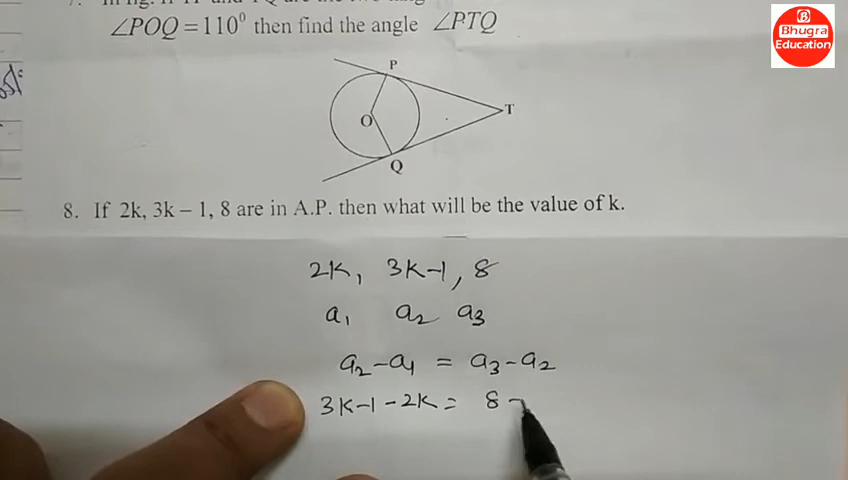 Bhugra
Education
∠POQ = 110⁰ then find the angle ∠PTQ
P
O
T
Q
8. If 2k, 3k – 1, 8 are in A.P. then what will be the value of k.
2K, 3K-1, 8
a₁ a₂ a₃
a₂-a₁ = a₃-a₂
3K-1-2K = 8-